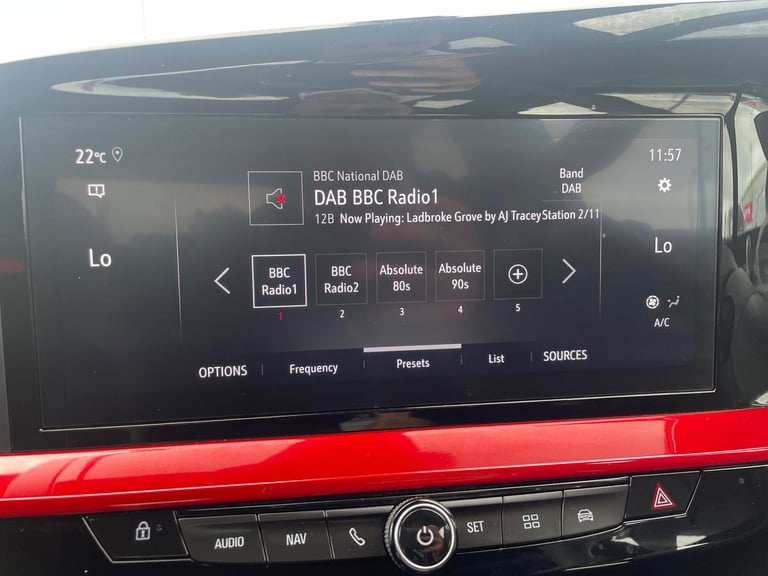 22°C
11:57
BBC National DAB
Band
DAB BBC Radio1
DAB
12B Now Playing: Ladbroke Grove by AJ Tracey Station 2/11
Lo
Lo
BBC Radio1
BBC Radio2
Absolute 80s
Absolute 90s
1
2
3
4
5
A/C
OPTIONS
Frequency
Presets
List
SOURCES
AUDIO
NAV
SET